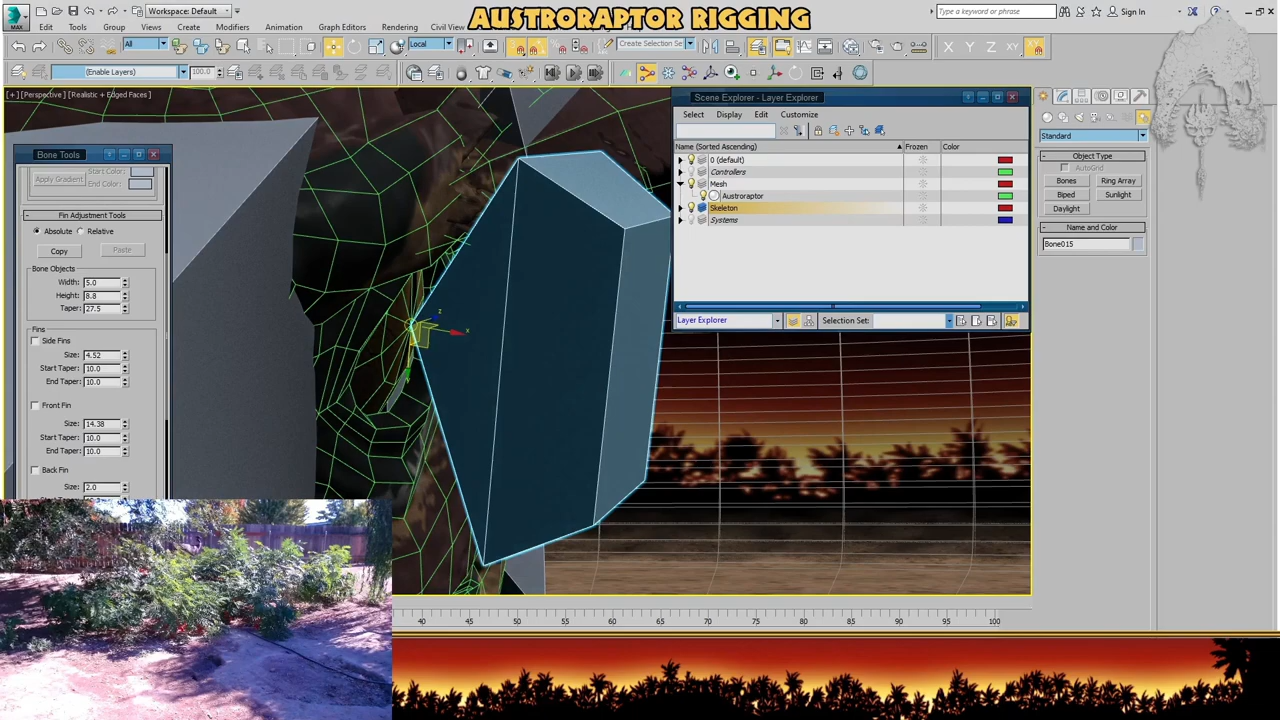 AUSTRORAPTOR RIGGING
MAX
Workspace: Default
Type a keyword or phrase
Sign In
Edit Tools Group Views Create Modifiers Animation Graph Editors Rendering Civil View
All
Local
Create Selection Se
X Y Z XY
(Enable Layers)
100.0
[+] [Perspective] [Realistic + Edged Faces]
Bone Tools
Start Color:
Apply Gradient
End Color:
Fin Adjustment Tools
Absolute Relative
Copy Paste
Bone Objects
Width: 5.0
Height: 8.8
Taper: 27.5
Fins
Side Fins
Size: 4.52
Start Taper: 10.0
End Taper: 10.0
Front Fin
Size: 14.38
Start Taper: 10.0
End Taper: 10.0
Back Fin
Size: 2.0
z
x
Scene Explorer - Layer Explorer
Select Display Edit Customize
Name (Sorted Ascending) Frozen Color
0 (default)
Controllers
Mesh
Austroraptor
Skeleton
Systems
Layer Explorer
Selection Set:
Standard
Object Type
AutoGrid
Bones Ring Array
Biped Sunlight
Daylight
Name and Color
Bone015
40 45 50 55 60 65 70 75 80 85 90 95 100